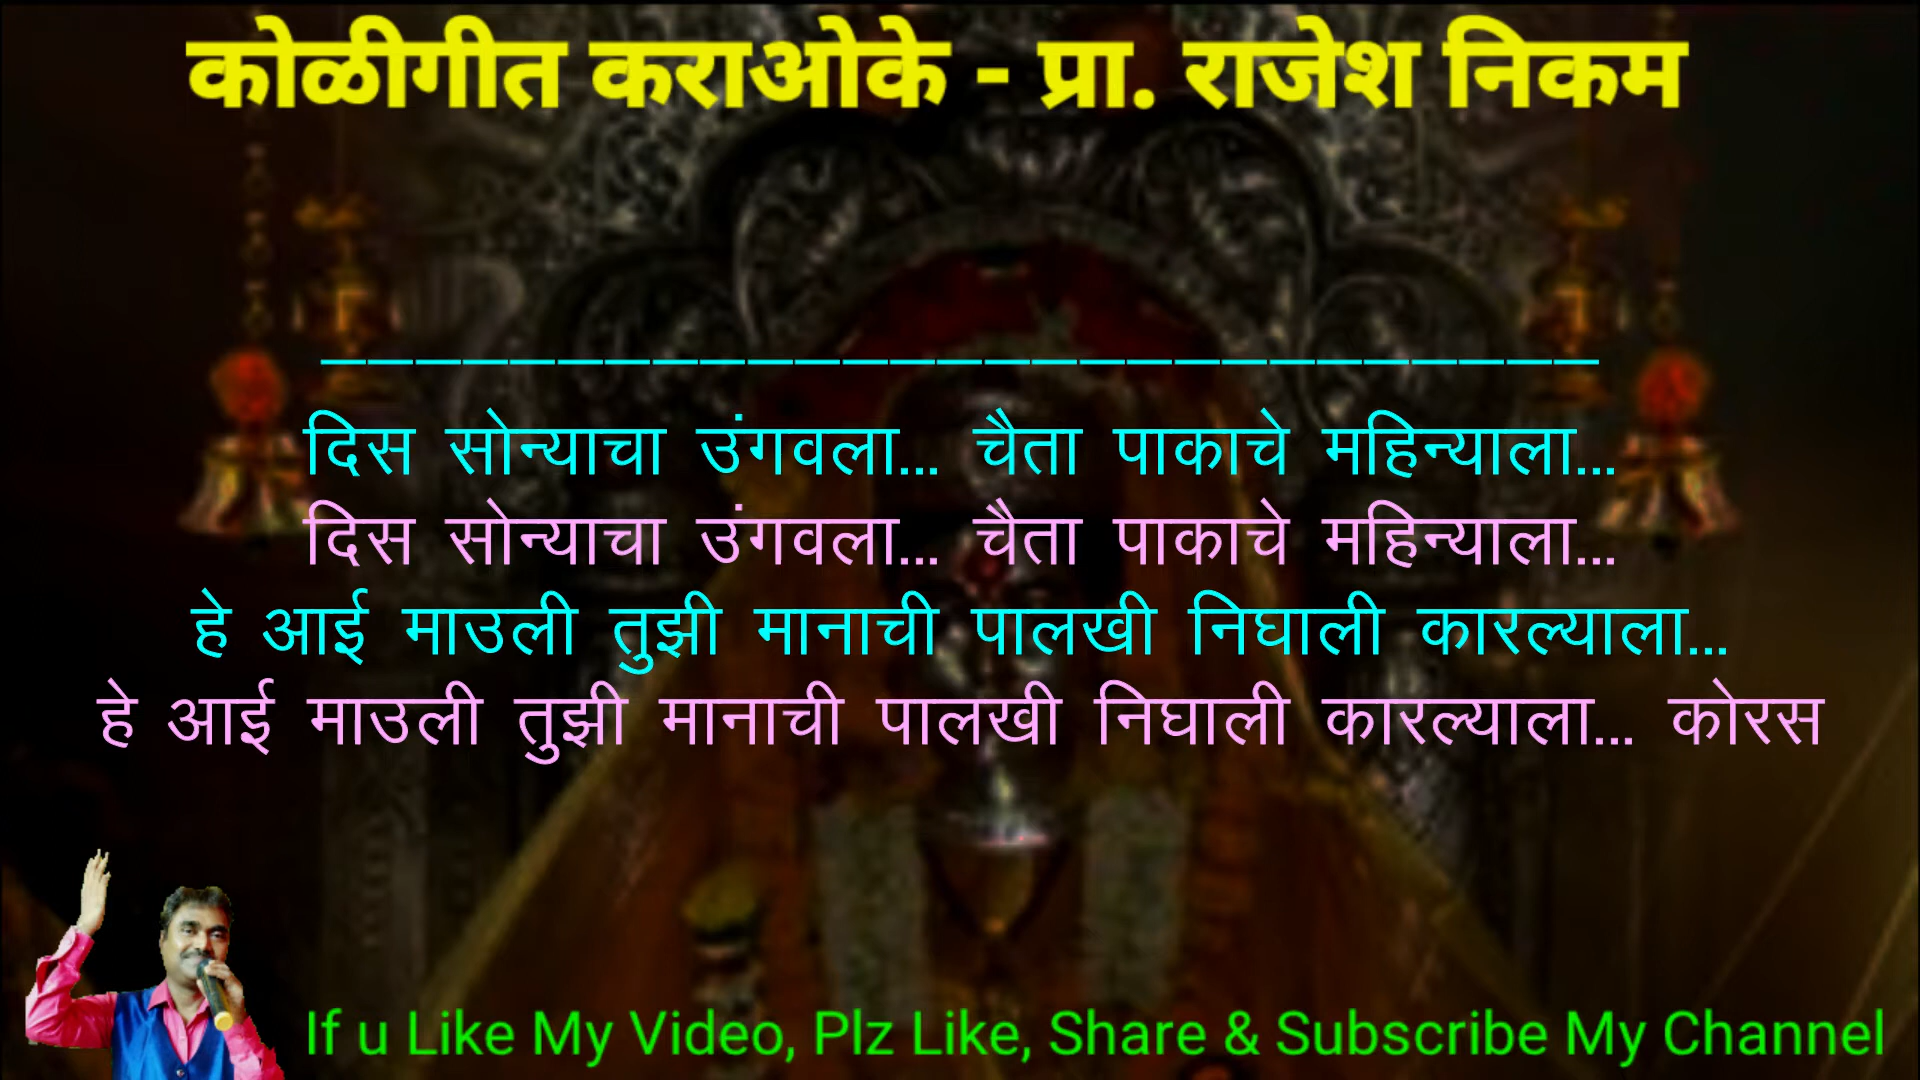 कोळीगीत कराओके - प्रा. राजेश निकम
___________________________
दिस सोन्याचा उंगवला... चैता पाकाचे महिन्याला...
दिस सोन्याचा उंगवला... चैता पाकाचे महिन्याला...
हे आई माउली तुझी मानाची पालखी निघाली कारल्याला...
हे आई माउली तुझी मानाची पालखी निघाली कारल्याला... कोरस
If u Like My Video, Plz Like, Share & Subscribe My Channel